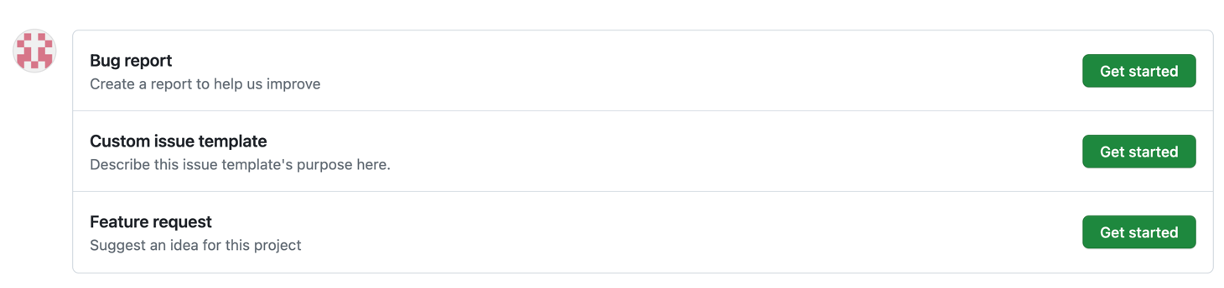 Bug report
Create a report to help us improve
Get started
Custom issue template
Describe this issue template's purpose here.
Get started
Feature request
Suggest an idea for this project
Get started